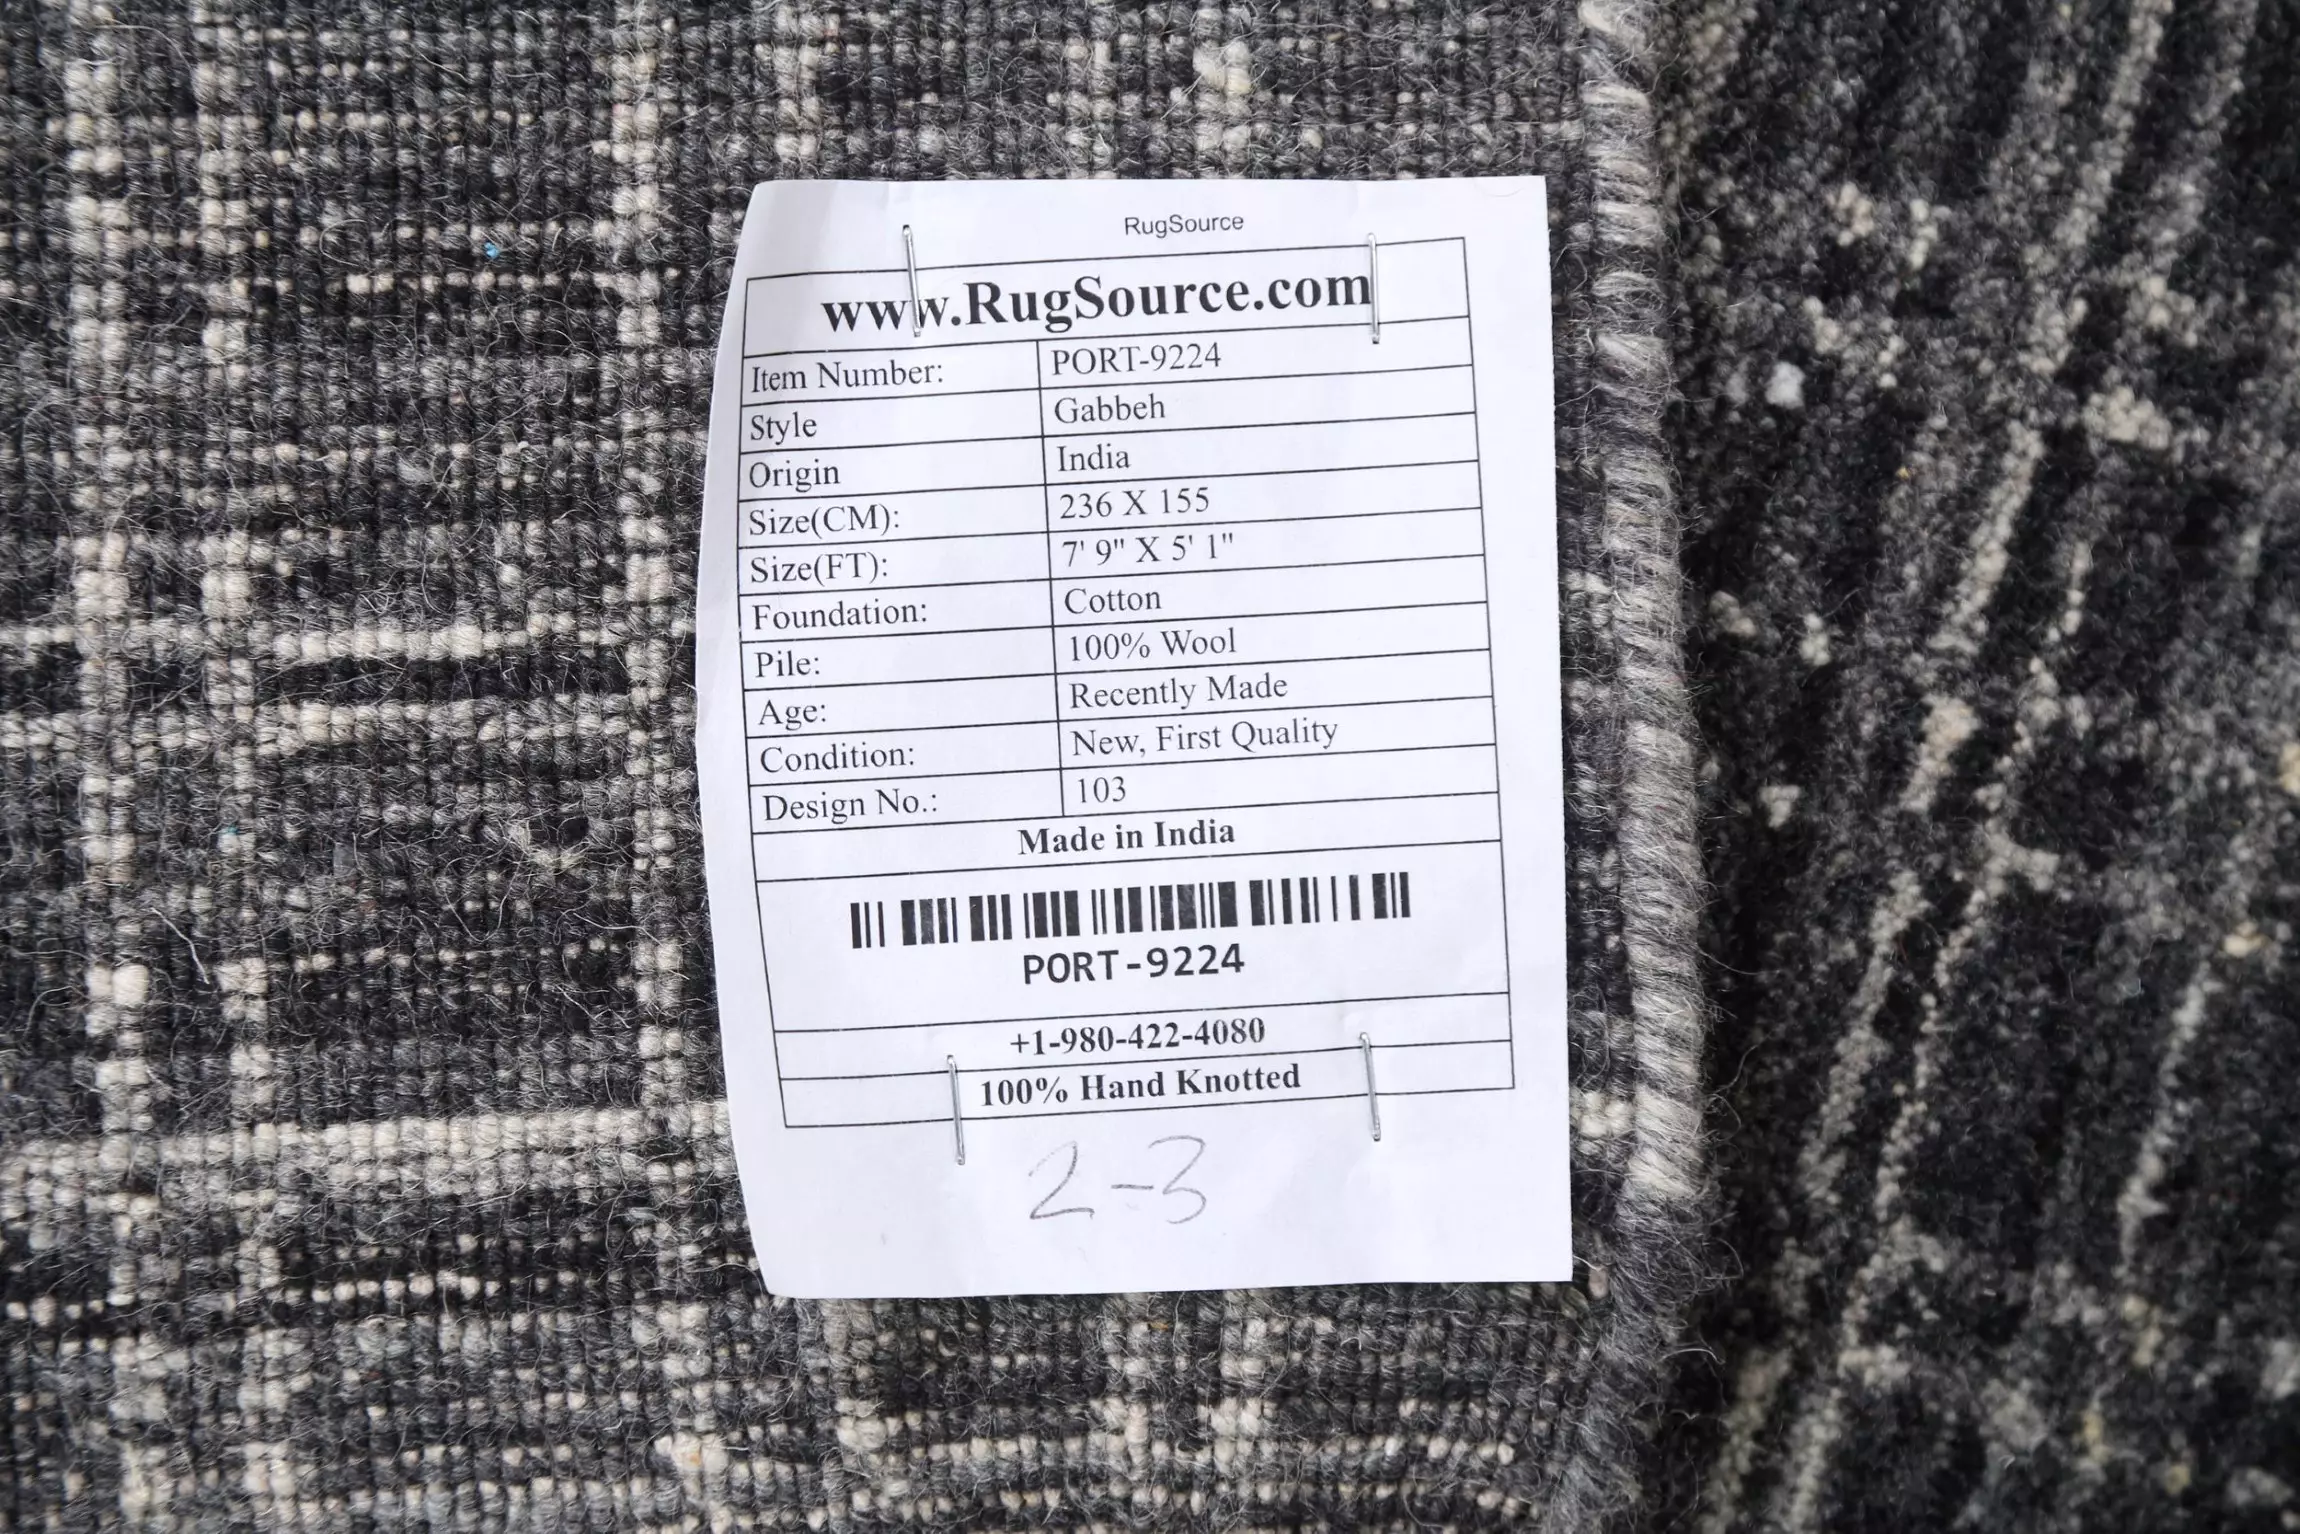 RugSource
www.RugSource.com
Item Number: PORT-9224
Style Gabbeh
Origin India
Size(CM): 236 X 155
Size(FT): 7' 9" X 5' 1"
Foundation: Cotton
Pile: 100% Wool
Age: Recently Made
Condition: New, First Quality
Design No.: 103
Made in India
PORT-9224
+1-980-422-4080
100% Hand Knotted
2-3